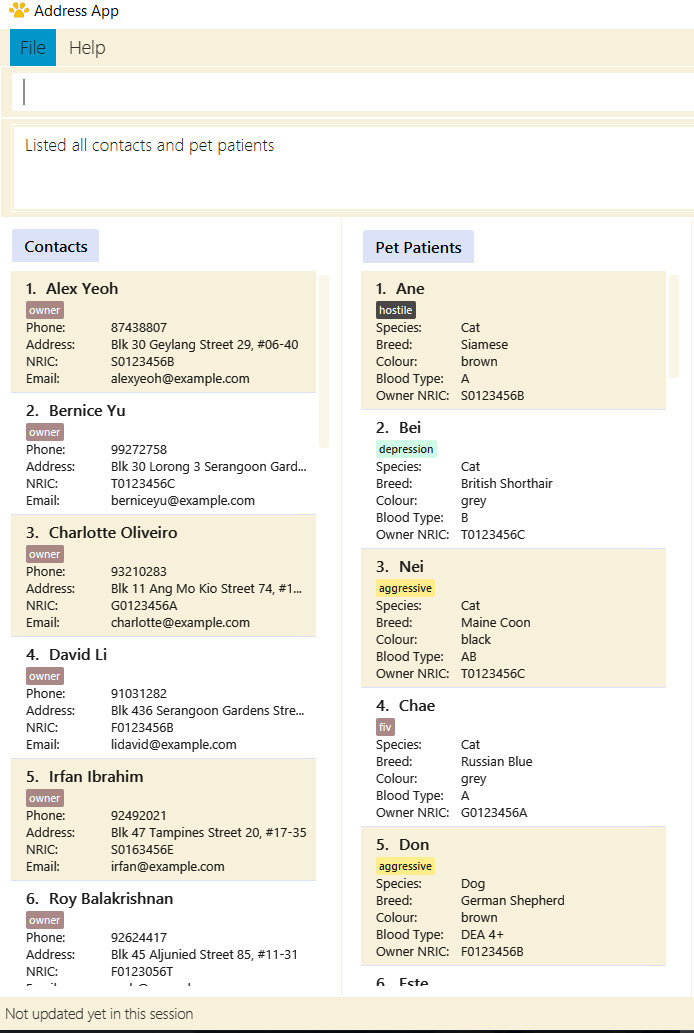 Address App
File Help
Listed all contacts and pet patients
Contacts
1. Alex Yeoh
owner
Phone: 87438807
Address: Blk 30 Geylang Street 29, #06-40
NRIC: S0123456B
Email: alexyeoh@example.com
2. Bernice Yu
owner
Phone: 99272758
Address: Blk 30 Lorong 3 Serangoon Gard...
NRIC: T0123456C
Email: berniceyu@example.com
3. Charlotte Oliveiro
owner
Phone: 93210283
Address: Blk 11 Ang Mo Kio Street 74, #1...
NRIC: G0123456A
Email: charlotte@example.com
4. David Li
owner
Phone: 91031282
Address: Blk 436 Serangoon Gardens Stre...
NRIC: F0123456B
Email: lidavid@example.com
5. Irfan Ibrahim
owner
Phone: 92492021
Address: Blk 47 Tampines Street 20, #17-35
NRIC: S0163456E
Email: irfan@example.com
6. Roy Balakrishnan
owner
Phone: 92624417
Address: Blk 45 Aljunied Street 85, #11-31
NRIC: F0123056T
Pet Patients
1. Ane
hostile
Species: Cat
Breed: Siamese
Colour: brown
Blood Type: A
Owner NRIC: S0123456B
2. Bei
depression
Species: Cat
Breed: British Shorthair
Colour: grey
Blood Type: B
Owner NRIC: T0123456C
3. Nei
aggressive
Species: Cat
Breed: Maine Coon
Colour: black
Blood Type: AB
Owner NRIC: T0123456C
4. Chae
fiv
Species: Cat
Breed: Russian Blue
Colour: grey
Blood Type: A
Owner NRIC: G0123456A
5. Don
aggressive
Species: Dog
Breed: German Shepherd
Colour: brown
Blood Type: DEA 4+
Owner NRIC: F0123456B
6. Este
Not updated yet in this session